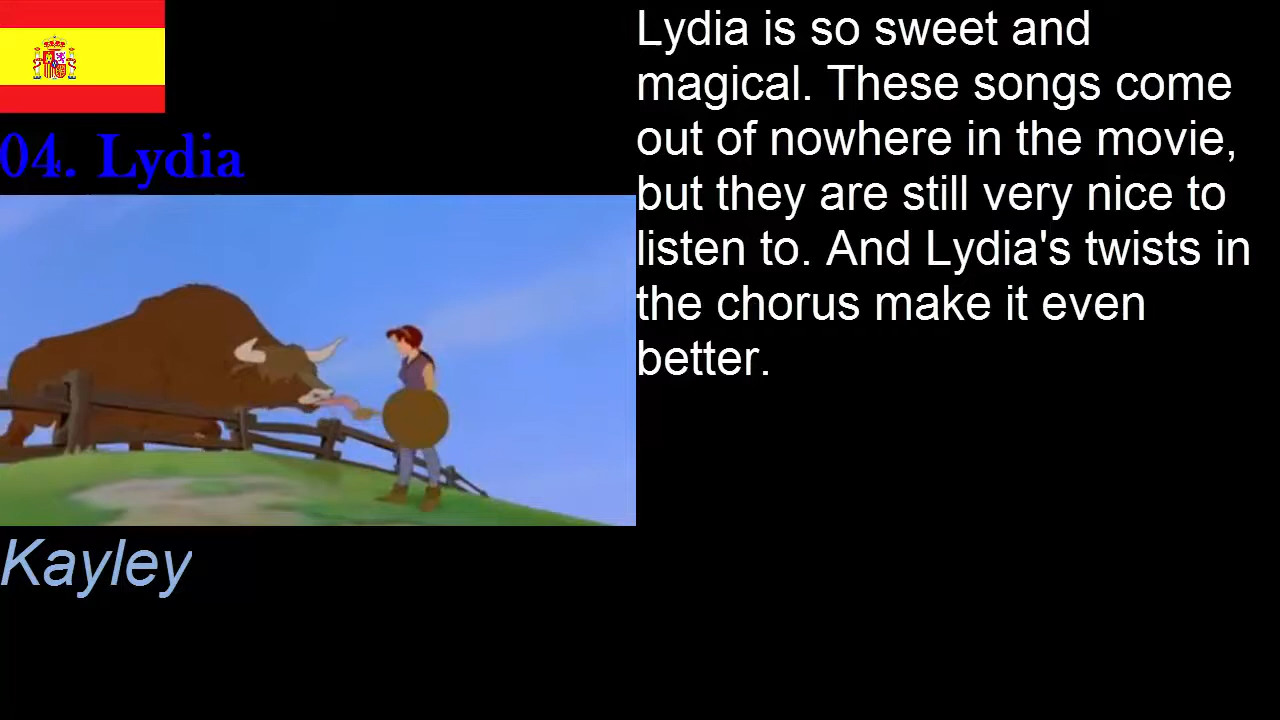 04. Lydia
Kayley
Lydia is so sweet and
magical. These songs come
out of nowhere in the movie,
but they are still very nice to
listen to. And Lydia's twists in
the chorus make it even
better.